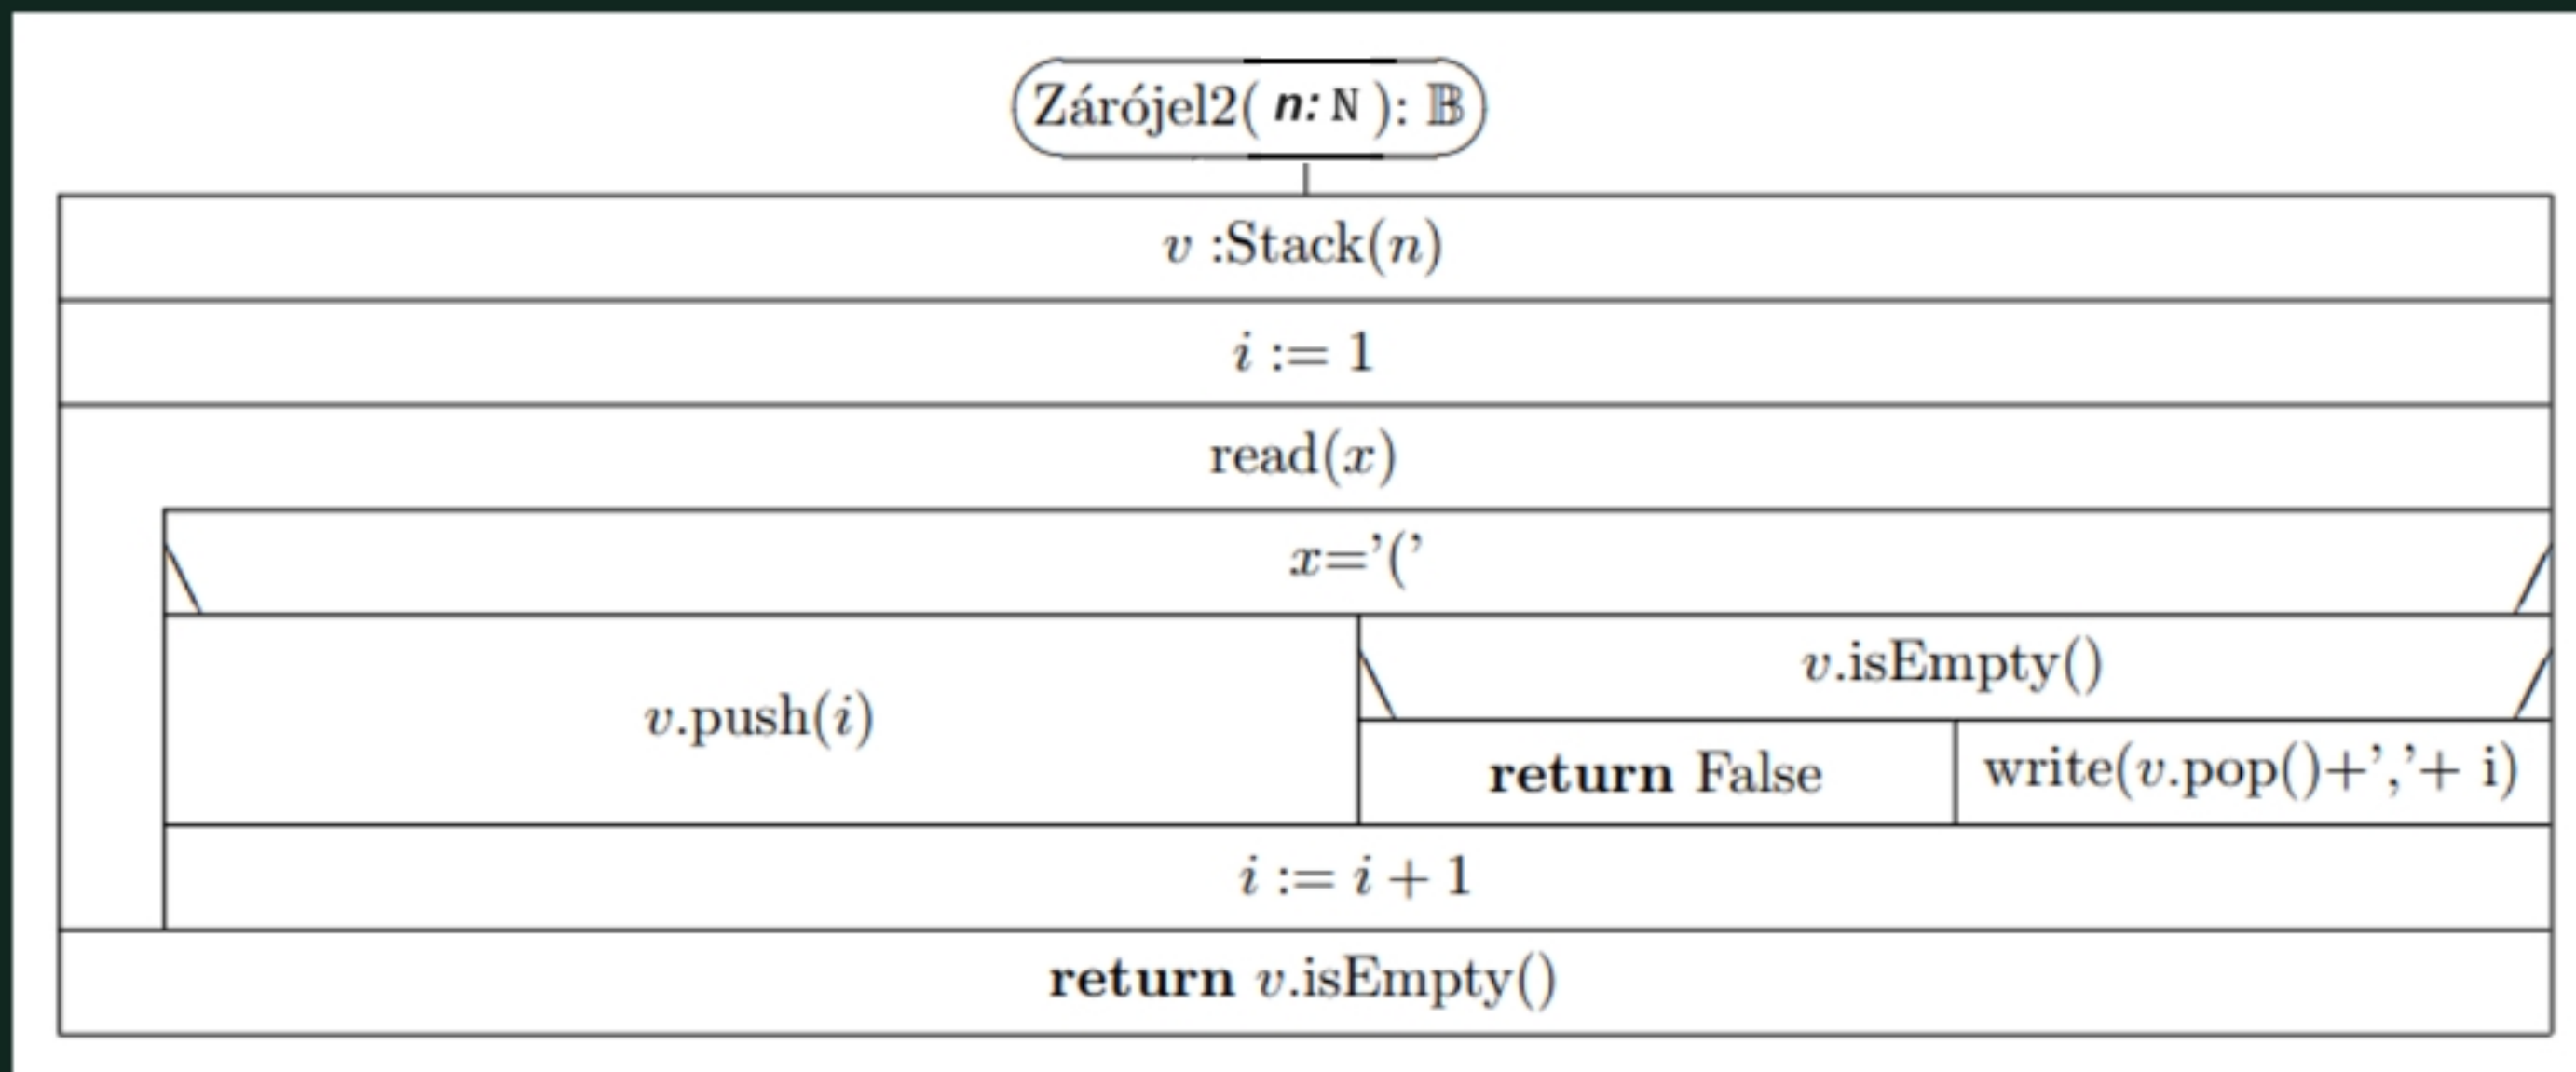 Zárójel2( n: N ): 𝔹
v :Stack(n)
i := 1
read(x)
x=’(’
v.isEmpty()
v.push(i)
return False
write(v.pop()+’,’+ i)
i := i + 1
return v.isEmpty()